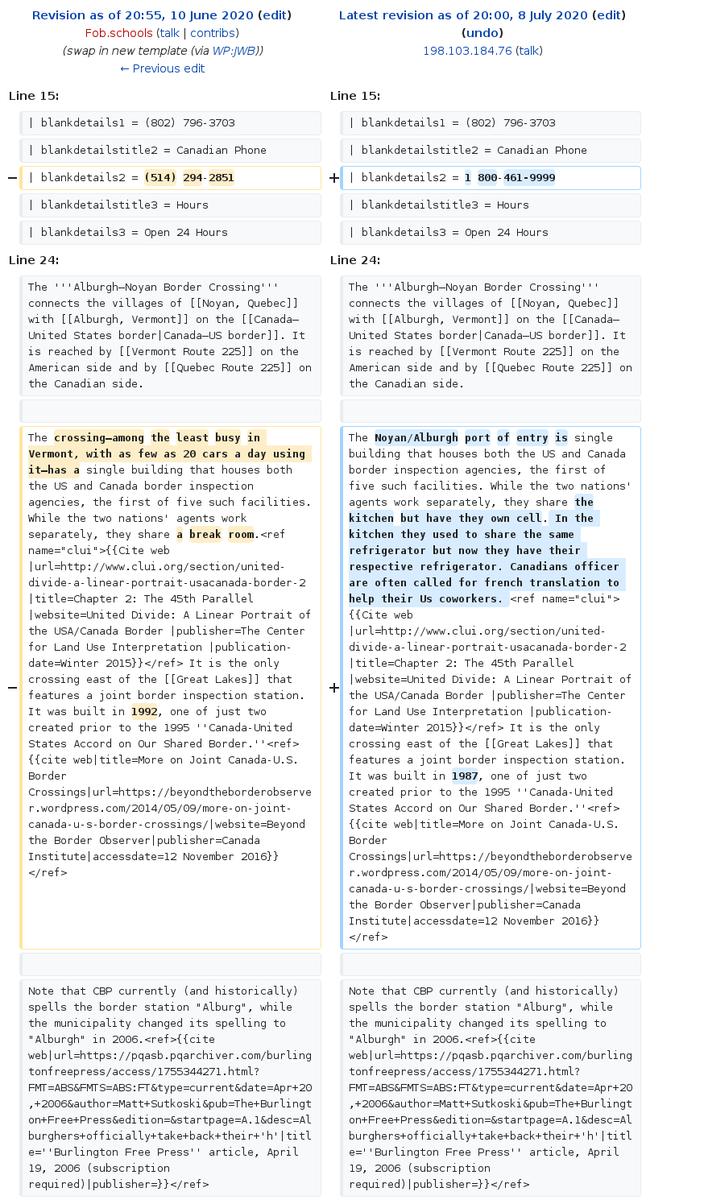 Revision as of 20:55, 10 June 2020 (edit)
Fob.schools (talk | contribs)
(swap in new template (via WP:JWB))
← Previous edit
Latest revision as of 20:00, 8 July 2020 (edit)
(undo)
198.103.184.76 (talk)
Line 15:
| blankdetails1 = (802) 796-3703
| blankdetailstitle2 = Canadian Phone
− | blankdetails2 = (514) 294-2851
| blankdetailstitle3 = Hours
| blankdetails3 = Open 24 Hours
Line 15:
| blankdetails1 = (802) 796-3703
| blankdetailstitle2 = Canadian Phone
+ | blankdetails2 = 1 800-461-9999
| blankdetailstitle3 = Hours
| blankdetails3 = Open 24 Hours
Line 24:
The '''Alburgh–Noyan Border Crossing'''
connects the villages of [[Noyan, Quebec]]
with [[Alburgh, Vermont]] on the [[Canada–
United States border|Canada–US border]]. It
is reached by [[Vermont Route 225]] on the
American side and by [[Quebec Route 225]] on
the Canadian side.
The crossing—among the least busy in
Vermont, with as few as 20 cars a day using
it—has a single building that houses both
the US and Canada border inspection
agencies, the first of five such facilities.
While the two nations' agents work
separately, they share a break room.<ref
name="clui">{{Cite web
|url=http://www.clui.org/section/united-
divide-a-linear-portrait-usacanada-border-2
|title=Chapter 2: The 45th Parallel
|website=United Divide: A Linear Portrait of
the USA/Canada Border |publisher=The Center
for Land Use Interpretation |publication-
date=Winter 2015}}</ref> It is the only
− crossing east of the [[Great Lakes]] that
features a joint border inspection station.
It was built in 1992, one of just two
created prior to the 1995 ''Canada-United
States Accord on Our Shared Border.''<ref>
{{cite web|title=More on Joint Canada-U.S.
Border
Crossings|url=https://beyondtheborderobserve
r.wordpress.com/2014/05/09/more-on-joint-
canada-u-s-border-crossings/|website=Beyond
the Border Observer|publisher=Canada
Institute|accessdate=12 November 2016}}
</ref>
Note that CBP currently (and historically)
spells the border station "Alburg", while
the municipality changed its spelling to
"Alburgh" in 2006.<ref>{{cite
web|url=https://pqasb.pqarchiver.com/burling
tonfreepress/access/1755344271.html?
FMT=ABS&FMTS=ABS:FT&type=current&date=Apr+20
,+2006&author=Matt+Sutkoski&pub=The+Burlingt
on+Free+Press&edition=&startpage=A.1&desc=Al
burghers+officially+take+back+their+'h'|titl
e=''Burlington Free Press'' article, April
19, 2006 (subscription
required)|publisher=}}</ref>
Line 24:
The '''Alburgh–Noyan Border Crossing'''
connects the villages of [[Noyan, Quebec]]
with [[Alburgh, Vermont]] on the [[Canada–
United States border|Canada–US border]]. It
is reached by [[Vermont Route 225]] on the
American side and by [[Quebec Route 225]] on
the Canadian side.
The Noyan/Alburgh port of entry is single
building that houses both the US and Canada
border inspection agencies, the first of
five such facilities. While the two nations'
agents work separately, they share the
kitchen but have they own cell. In the
kitchen they used to share the same
refrigerator but now they have their
respective refrigerator. Canadians officer
are often called for french translation to
help their Us coworkers. <ref name="clui">
{{Cite web
|url=http://www.clui.org/section/united-
divide-a-linear-portrait-usacanada-border-2
|title=Chapter 2: The 45th Parallel
|website=United Divide: A Linear Portrait of
+ the USA/Canada Border |publisher=The Center
for Land Use Interpretation |publication-
date=Winter 2015}}</ref> It is the only
crossing east of the [[Great Lakes]] that
features a joint border inspection station.
It was built in 1987, one of just two
created prior to the 1995 ''Canada-United
States Accord on Our Shared Border.''<ref>
{{cite web|title=More on Joint Canada-U.S.
Border
Crossings|url=https://beyondtheborderobserve
r.wordpress.com/2014/05/09/more-on-joint-
canada-u-s-border-crossings/|website=Beyond
the Border Observer|publisher=Canada
Institute|accessdate=12 November 2016}}
</ref>
Note that CBP currently (and historically)
spells the border station "Alburg", while
the municipality changed its spelling to
"Alburgh" in 2006.<ref>{{cite
web|url=https://pqasb.pqarchiver.com/burling
tonfreepress/access/1755344271.html?
FMT=ABS&FMTS=ABS:FT&type=current&date=Apr+20
,+2006&author=Matt+Sutkoski&pub=The+Burlingt
on+Free+Press&edition=&startpage=A.1&desc=Al
burghers+officially+take+back+their+'h'|titl
e=''Burlington Free Press'' article, April
19, 2006 (subscription
required)|publisher=}}</ref>